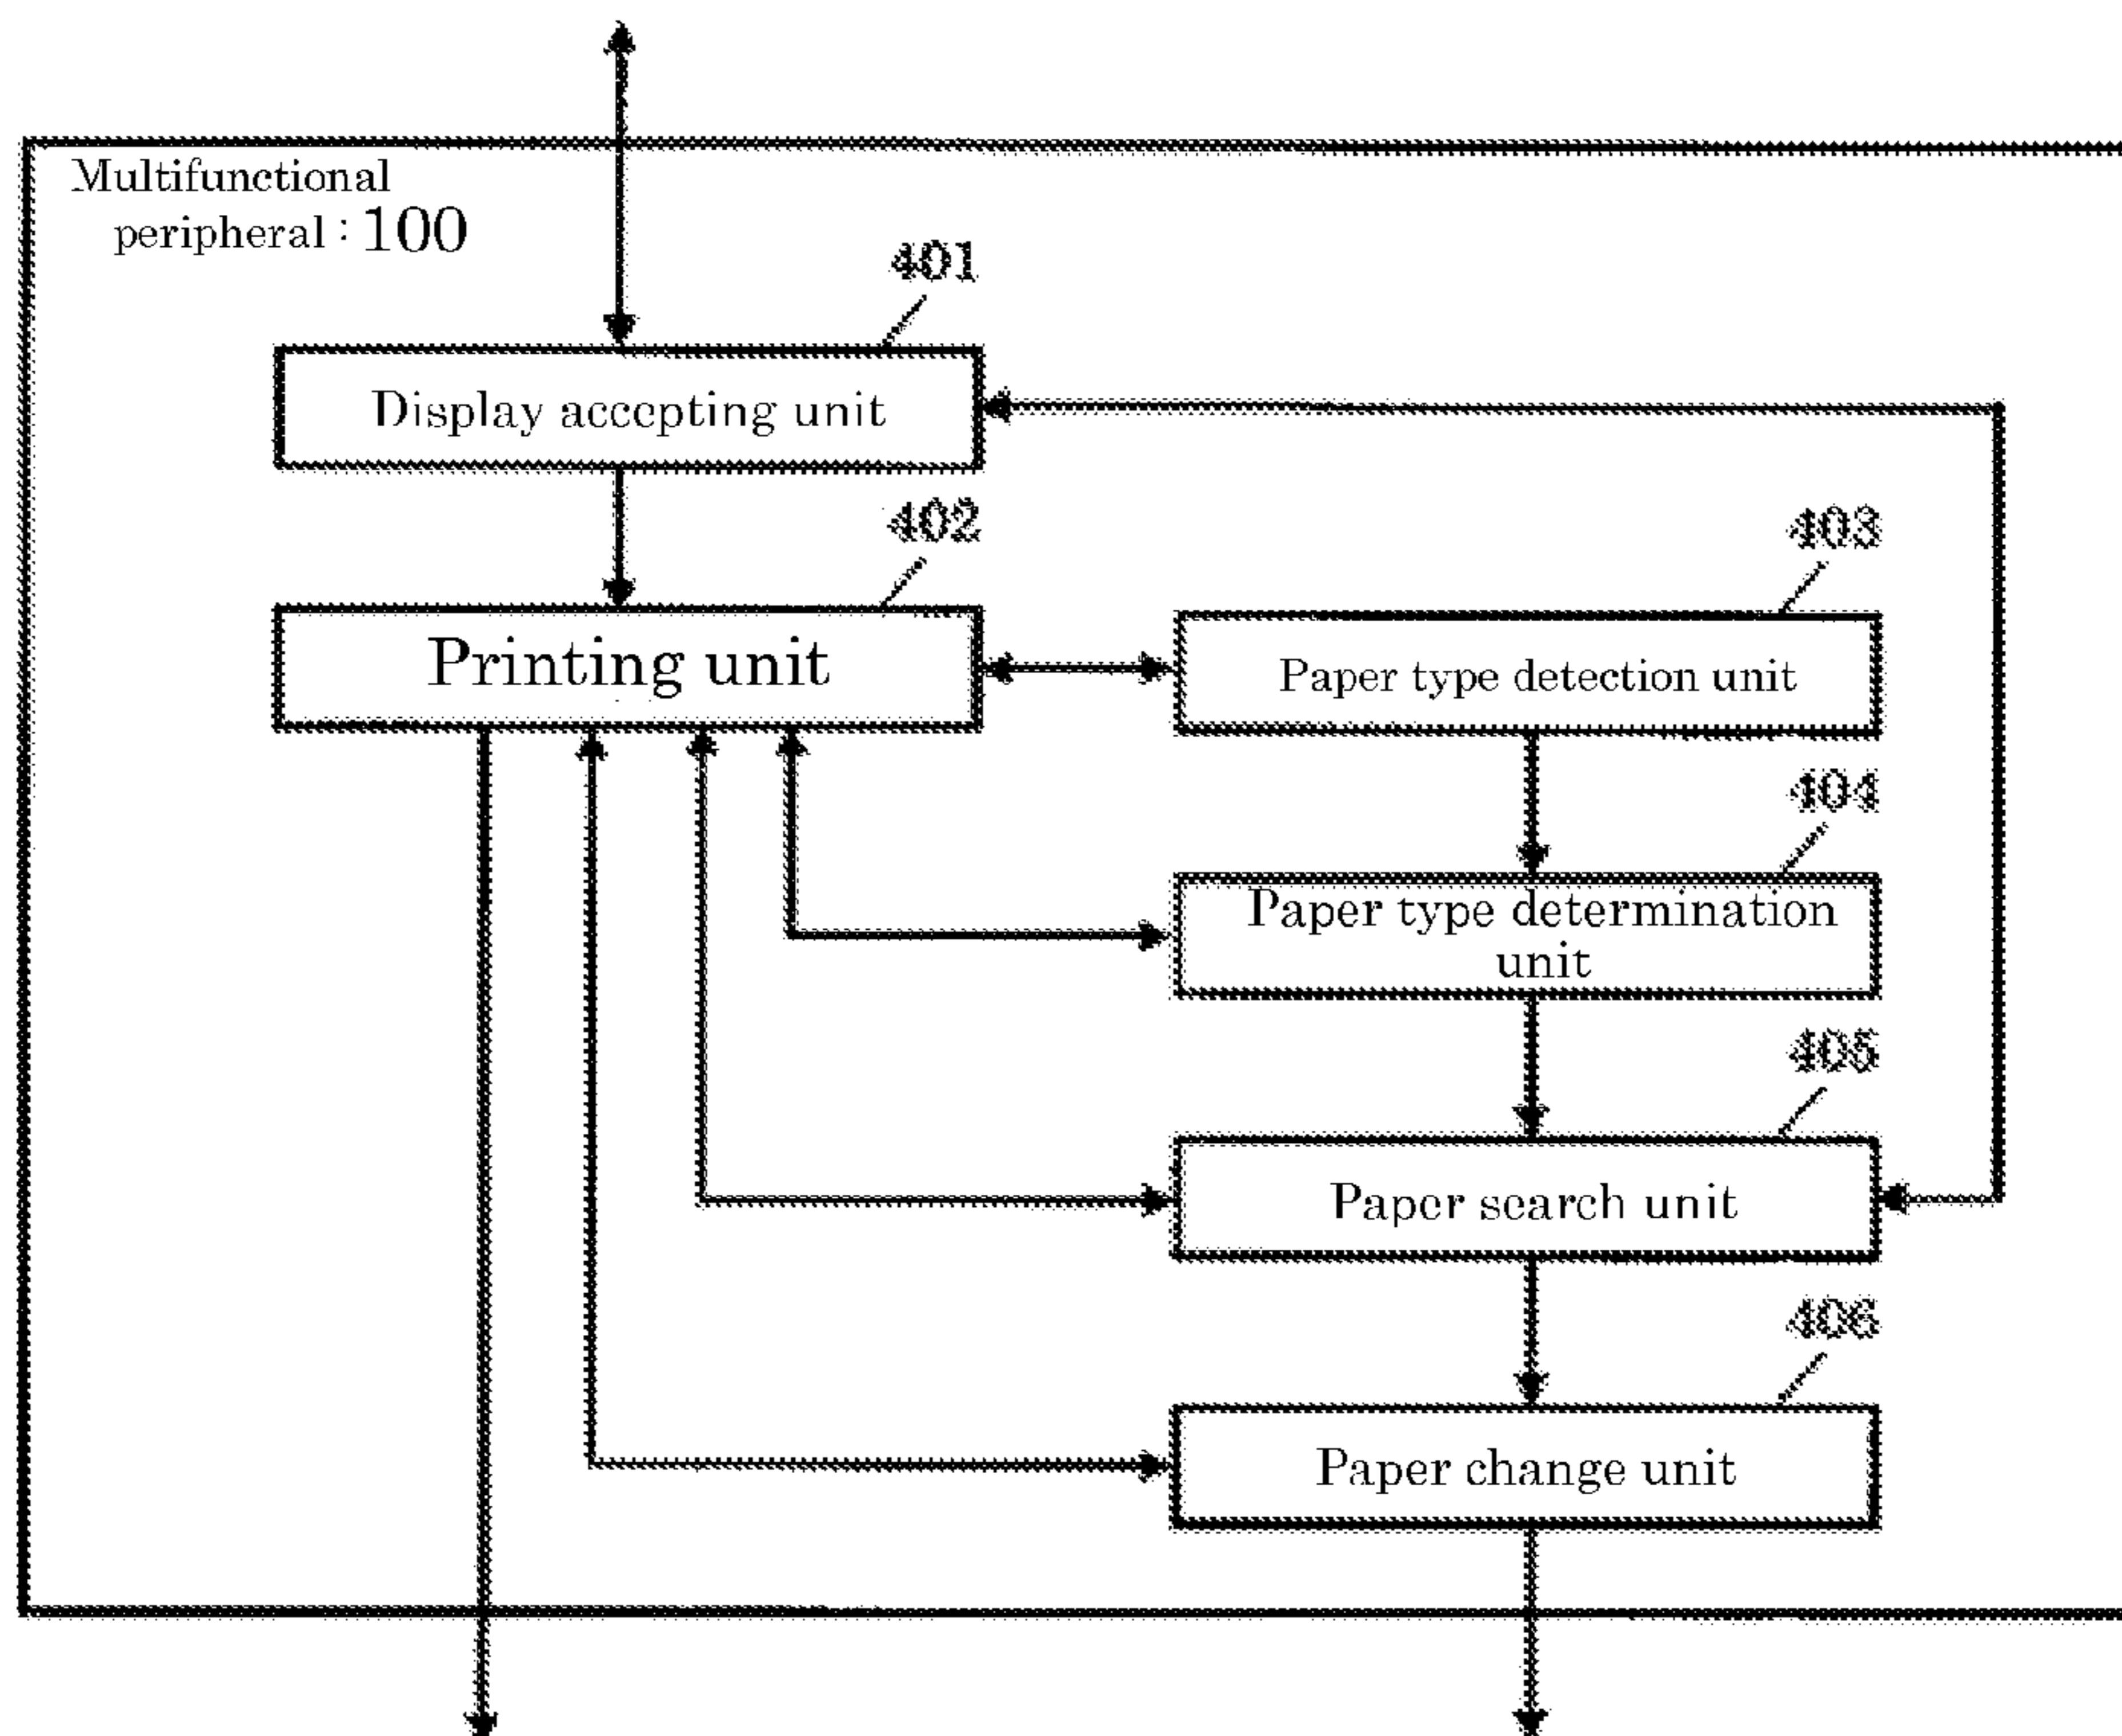 Multifunctional
peripheral : 100
401
Display accepting unit
402
Printing unit
403
Paper type detection unit
404
Paper type determination
unit
405
Paper search unit
406
Paper change unit